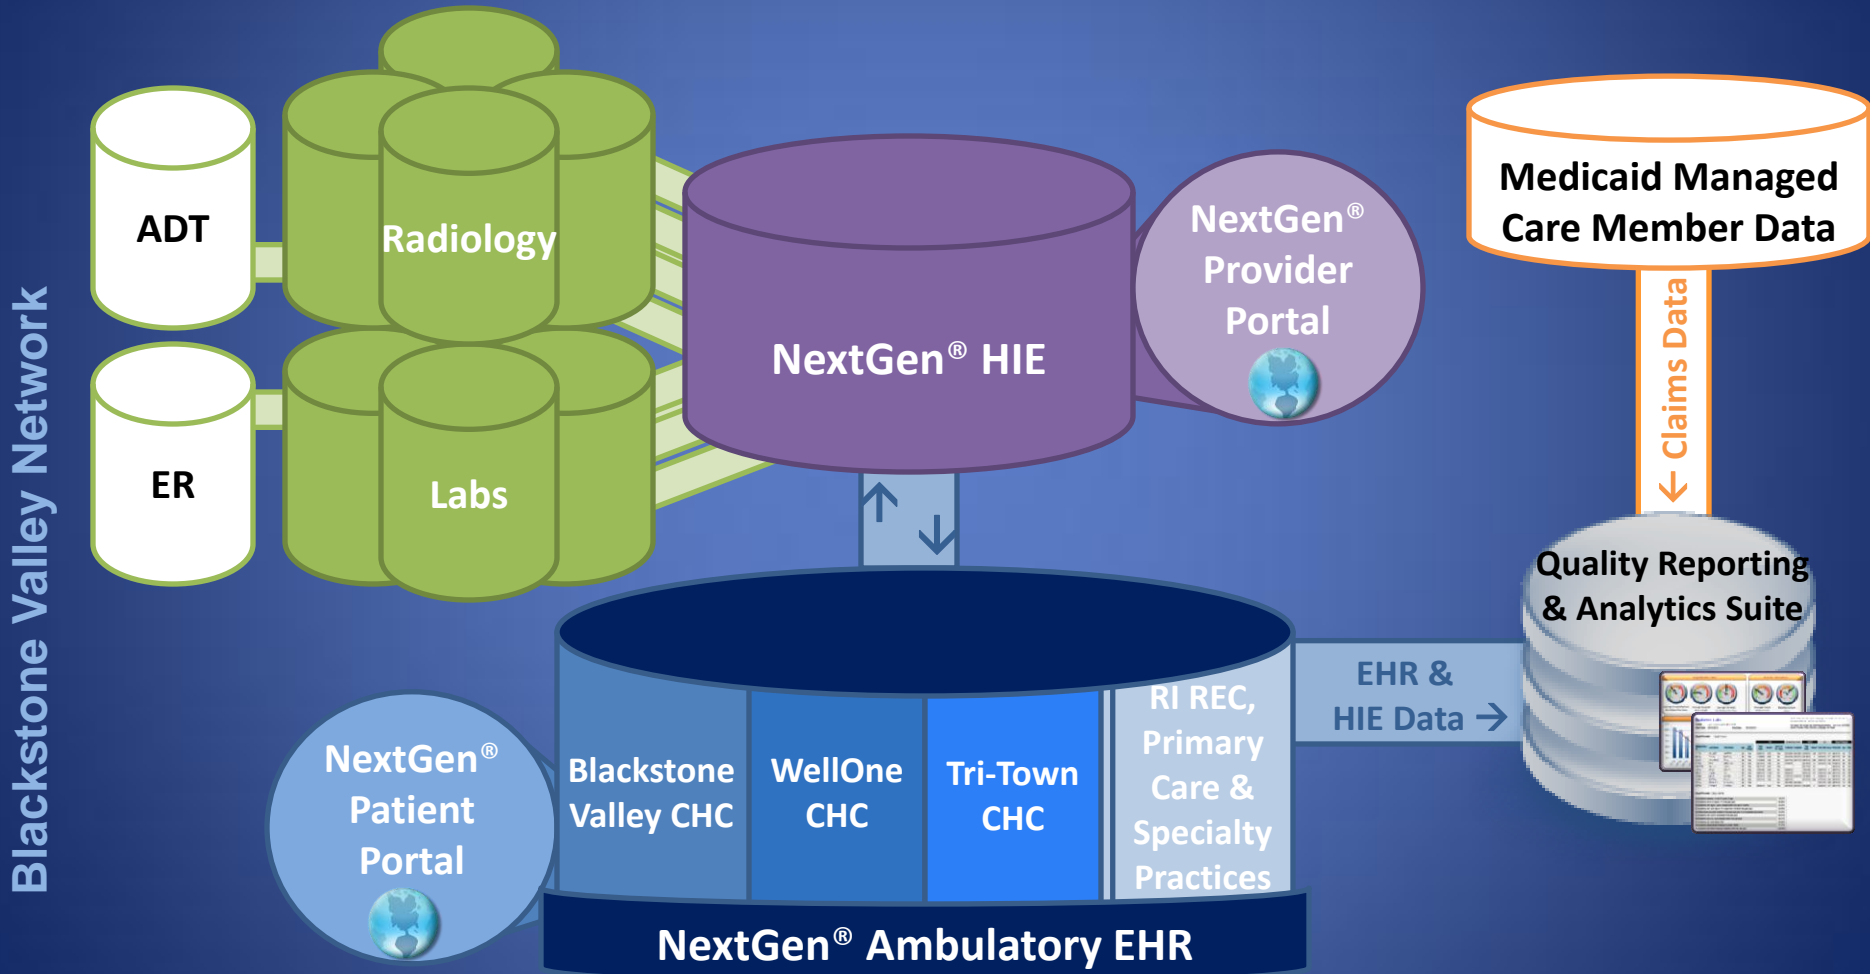 Blackstone Valley Network
ADT
Radiology
ER
Labs
NextGen® HIE
NextGen®
Provider
Portal
Medicaid Managed
Care Member Data
← Claims Data
Quality Reporting
& Analytics Suite
↑ ↓
EHR &
HIE Data →
NextGen®
Patient
Portal
Blackstone
Valley CHC
WellOne
CHC
Tri-Town
CHC
RI REC,
Primary
Care &
Specialty
Practices
NextGen® Ambulatory EHR